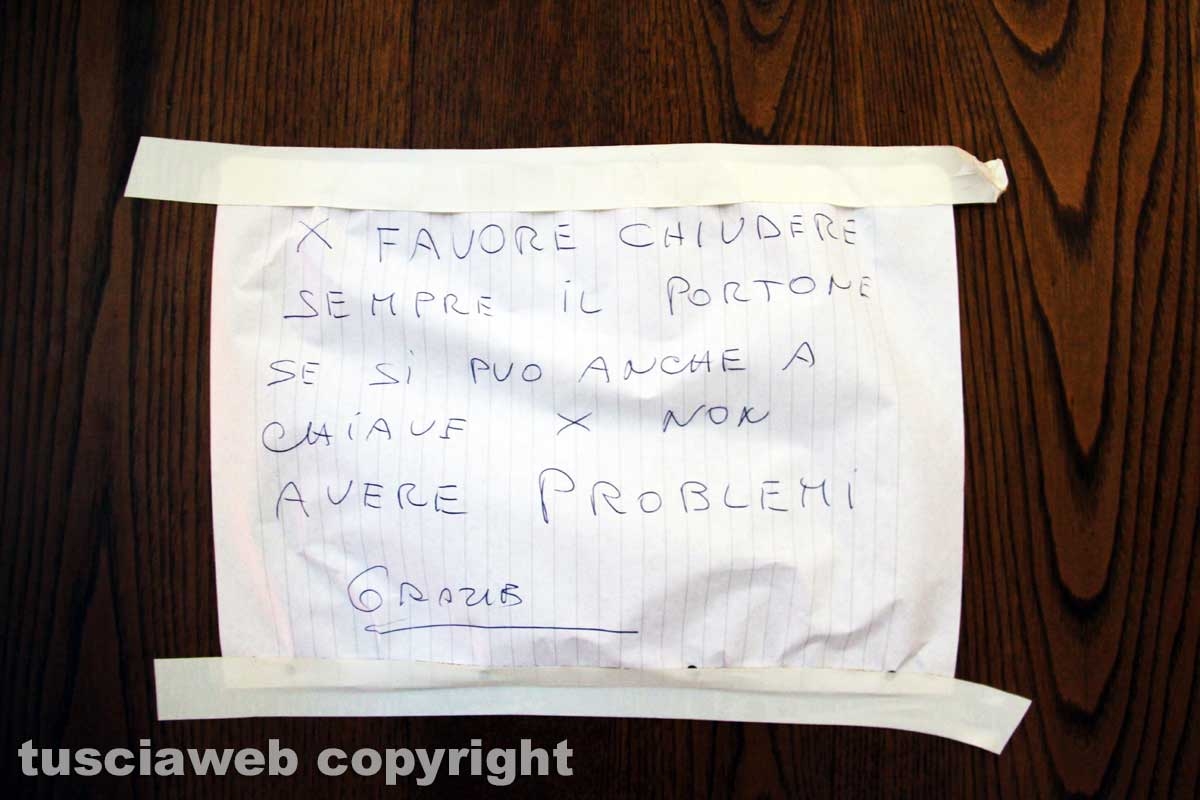 X FAVORE CHIUDERE
SEMPRE IL PORTONE
SE SI PUO ANCHE A
CHIAVE X NON
AVERE PROBLEMI
GRAZIE
tusciaweb copyright